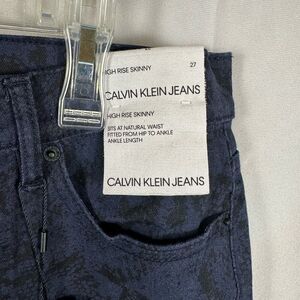 HIGH RISE SKINNY 27
CALVIN KLEIN JEANS
HIGH RISE SKINNY
SITS AT NATURAL WAIST
FITTED FROM HIP TO ANKLE
ANKLE LENGTH
CALVIN KLEIN JEANS